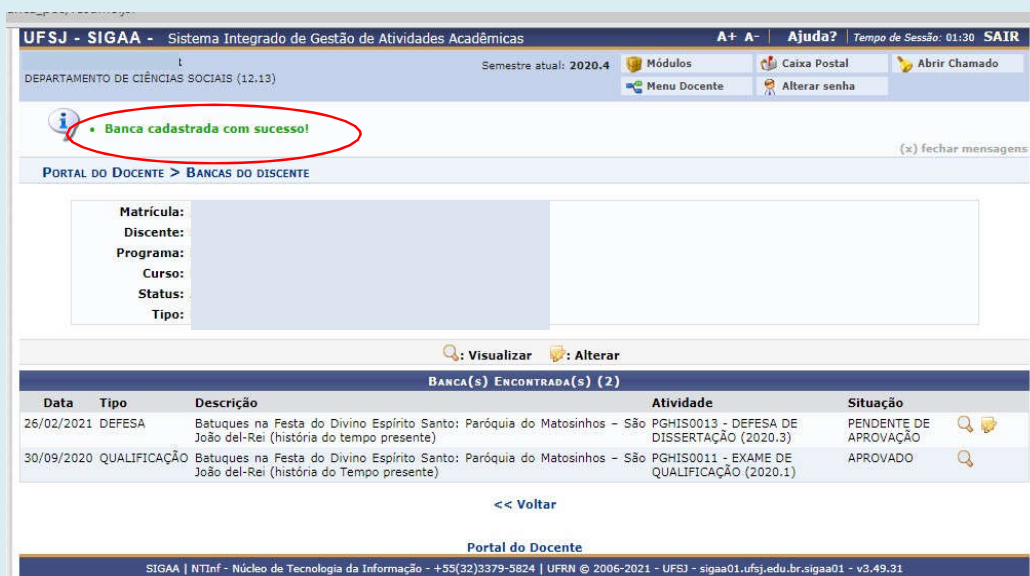 UFSJ - SIGAA - Sistema Integrado de Gestão de Atividades Acadêmicas A+ A- | Ajuda? | Tempo de Sessão: 01:30 SAIR
t
Semestre atual: 2020.4 Módulos Caixa Postal Abrir Chamado
DEPARTAMENTO DE CIÊNCIAS SOCIAIS (12.13)
Menu Docente Alterar senha
• Banca cadastrada com sucesso!
(x) fechar mensagens
PORTAL DO DOCENTE > BANCAS DO DISCENTE
Matrícula:
Discente:
Programa:
Curso:
Status:
Tipo:
: Visualizar : Alterar
BANCA(S) ENCONTRADA(S) (2)
Data Tipo Descrição Atividade Situação
26/02/2021 DEFESA Batuques na Festa do Divino Espírito Santo: Paróquia do Matosinhos – São PGHIS0013 - DEFESA DE PENDENTE DE
João del-Rei (história do tempo presente) DISSERTAÇÃO (2020.3) APROVAÇÃO
30/09/2020 QUALIFICAÇÃO Batuques na Festa do Divino Espírito Santo: Paróquia do Matosinhos – São PGHIS0011 - EXAME DE APROVADO
João del-Rei (história do Tempo presente) QUALIFICAÇÃO (2020.1)
<< Voltar
Portal do Docente
SIGAA | NTInf - Núcleo de Tecnologia da Informação - +55(32)3379-5824 | UFRN © 2006-2021 - UFSJ - sigaa01.ufsj.edu.br.sigaa01 - v3.49.31